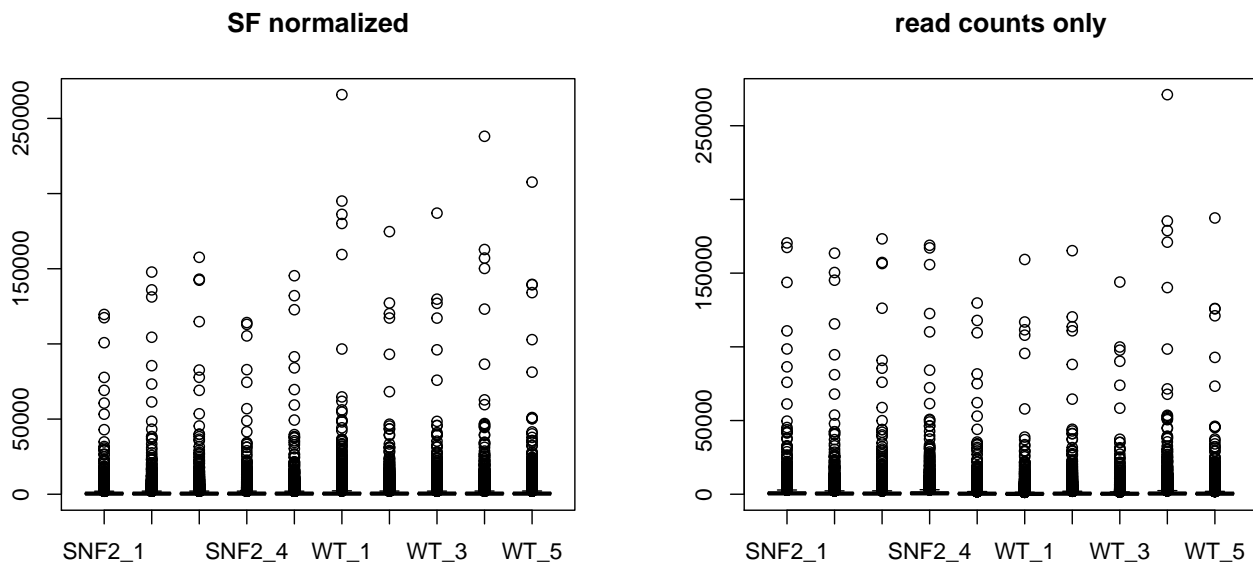 SF normalized
250000
150000
50000
0
SNF2_1 SNF2_4 WT_1 WT_3 WT_5
read counts only
250000
150000
50000
0
SNF2_1 SNF2_4 WT_1 WT_3 WT_5